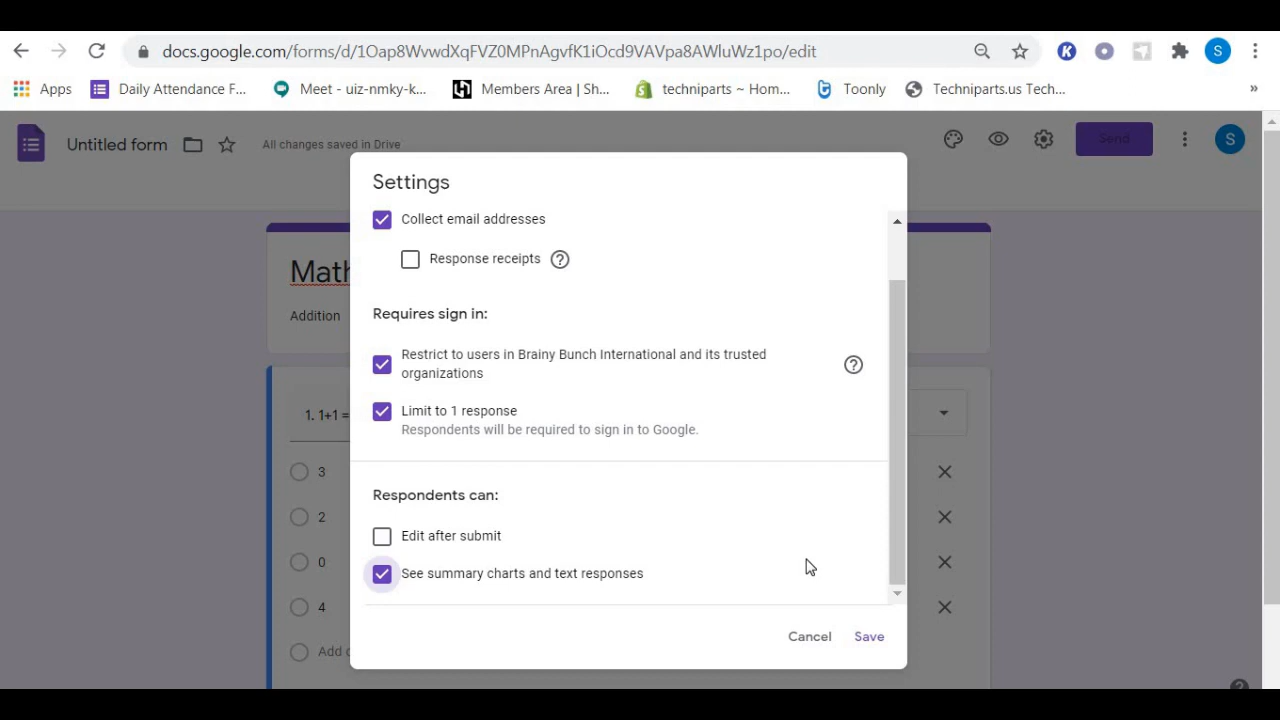 docs.google.com/forms/d/1Oap8WvwdXqFVZ0MPnAgvfK1iOcd9VAVpa8AWluWz1po/edit
K
S
Apps
Daily Attendance F...
Meet - uiz-nmky-k...
Members Area | Sh...
techniparts ~ Hom...
Toonly
Techniparts.us Tech...
»
Untitled form
All changes saved in Drive
Send
S
Settings
Collect email addresses
Response receipts
Math
Addition
Requires sign in:
Restrict to users in Brainy Bunch International and its trusted
organizations
1. 1+1 =
Limit to 1 response
Respondents will be required to sign in to Google.
3
Respondents can:
2
Edit after submit
0
See summary charts and text responses
4
Cancel
Save
Add